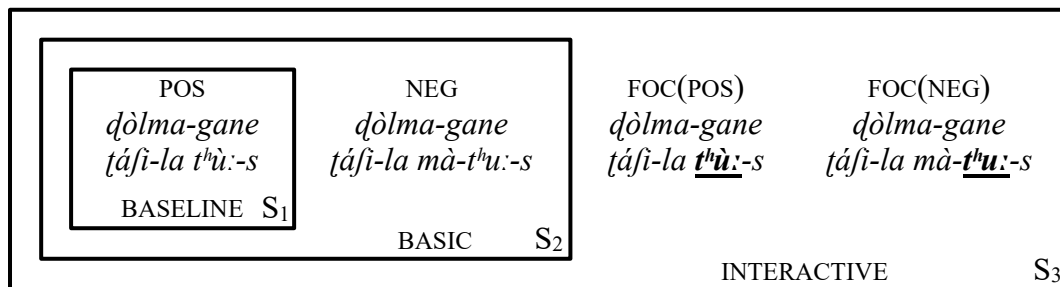 POS NEG FOC(POS) FOC(NEG)
ḍòlma-gane ḍòlma-gane ḍòlma-gane ḍòlma-gane
ṭáʃi-la tʰù:-s ṭáʃi-la mà-tʰu:-s ṭáʃi-la tʰù:-s ṭáʃi-la mà-tʰu:-s
BASELINE S₁
BASIC S₂
INTERACTIVE S₃